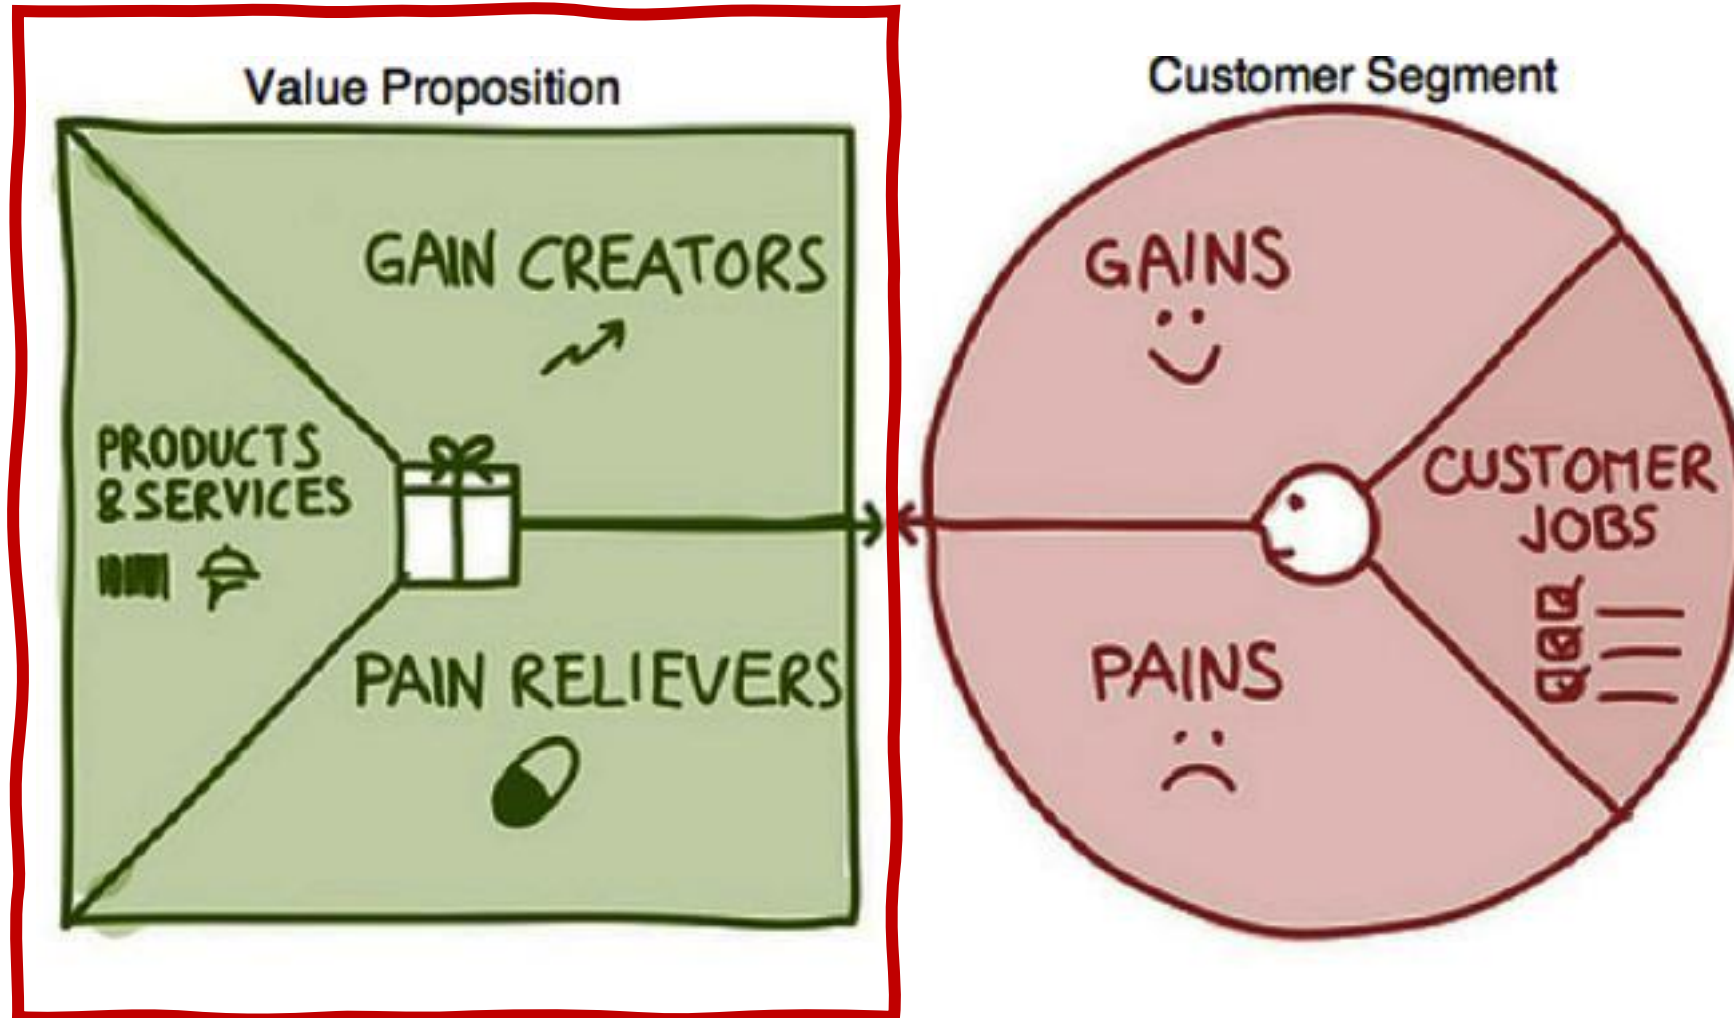 Value Proposition
GAIN CREATORS
PRODUCTS
& SERVICES
PAIN RELIEVERS
Customer Segment
GAINS
CUSTOMER
JOBS
PAINS